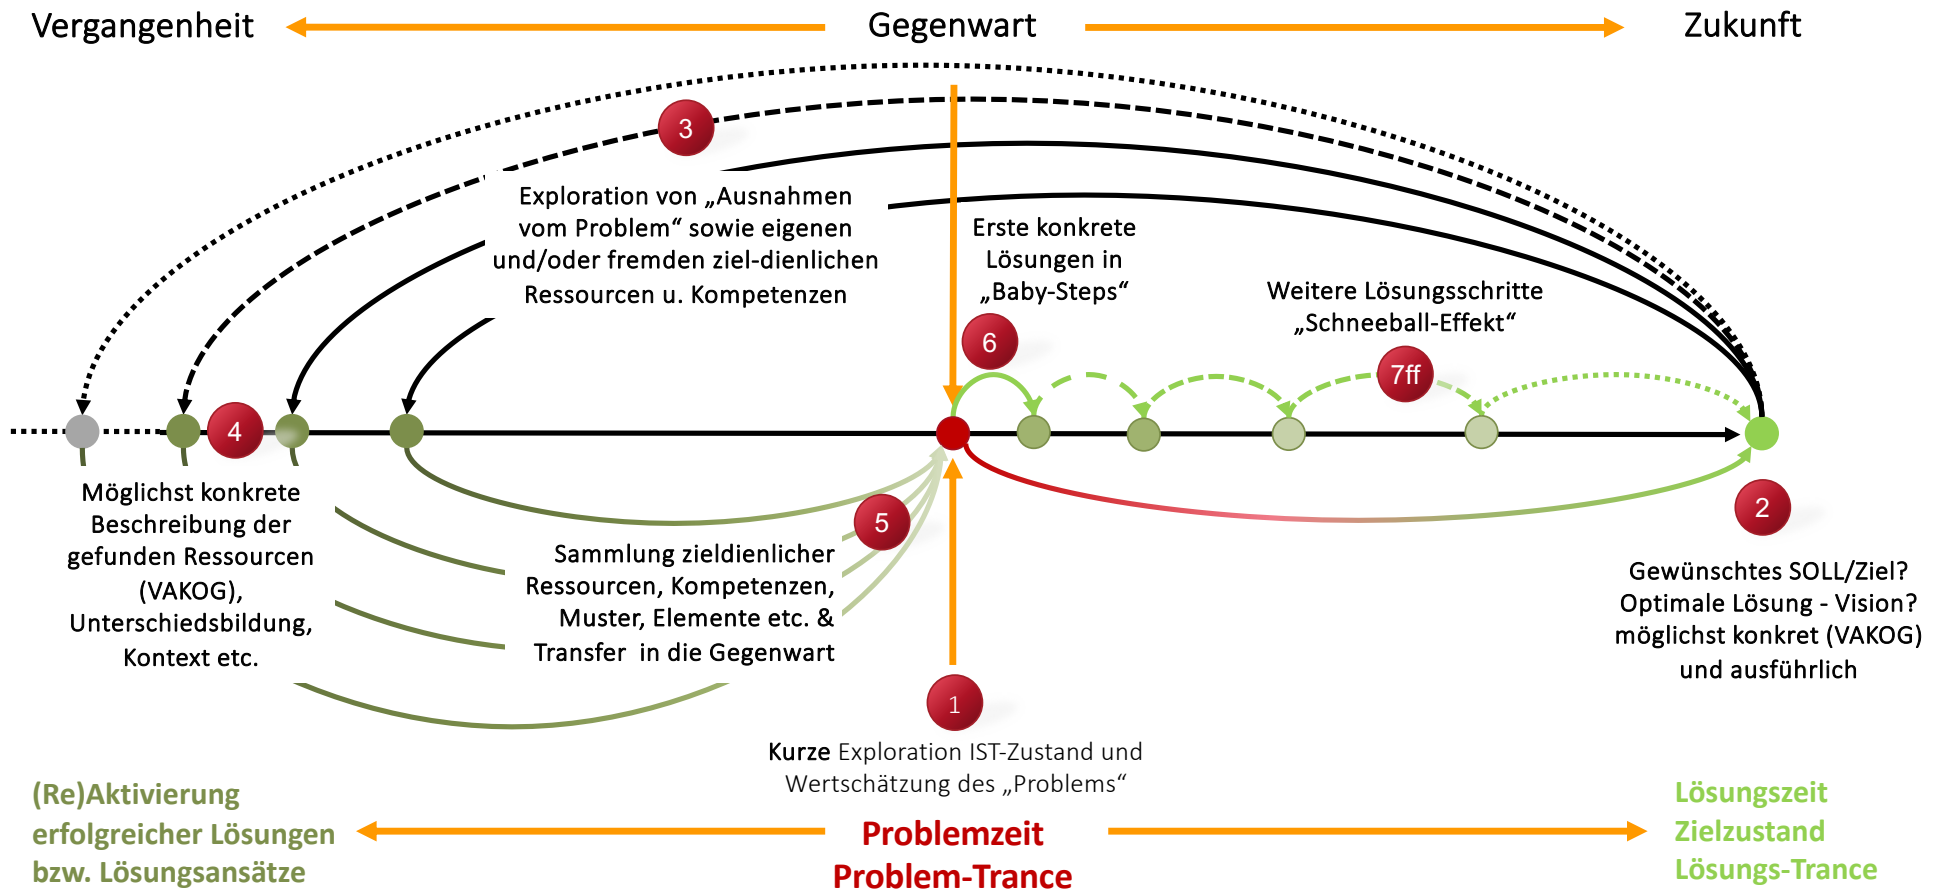 Vergangenheit
Gegenwart
Zukunft
3
Exploration von „Ausnahmen
vom Problem“ sowie eigenen
und/oder fremden ziel-dienlichen
Ressourcen u. Kompetenzen
Erste konkrete
Lösungen in
„Baby-Steps“
6
Weitere Lösungsschritte
„Schneeball-Effekt“
7ff
4
Möglichst konkrete
Beschreibung der
gefunden Ressourcen
(VAKOG),
Unterschiedsbildung,
Kontext etc.
5
Sammlung zieldienlicher
Ressourcen, Kompetenzen,
Muster, Elemente etc. &
Transfer in die Gegenwart
2
Gewünschtes SOLL/Ziel?
Optimale Lösung - Vision?
möglichst konkret (VAKOG)
und ausführlich
1
Kurze Exploration IST-Zustand und
Wertschätzung des „Problems“
(Re)Aktivierung
erfolgreicher Lösungen
bzw. Lösungsansätze
Problemzeit
Problem-Trance
Lösungszeit
Zielzustand
Lösungs-Trance